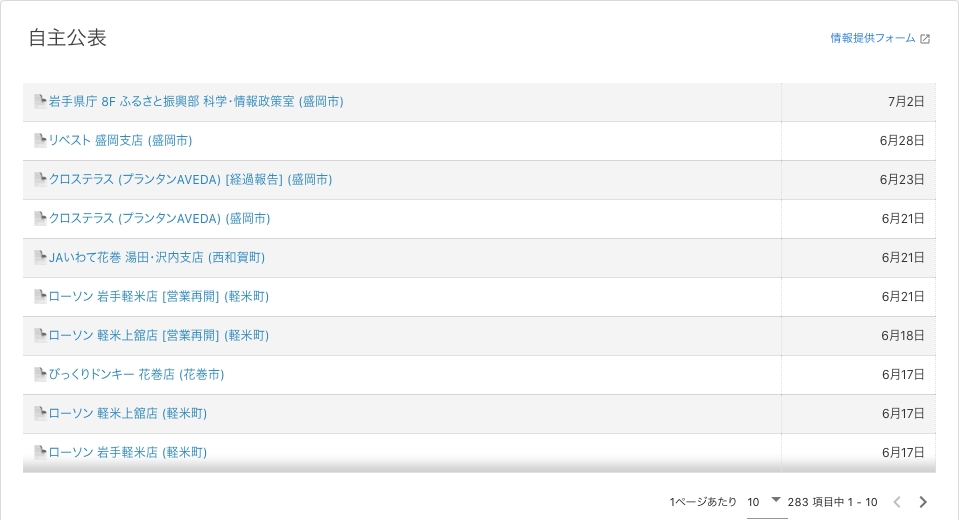 自主公表
情報提供フォーム
岩手県庁 8F ふるさと振興部 科学・情報政策室 (盛岡市) 7月2日
リベスト 盛岡支店 (盛岡市) 6月28日
クロステラス (プランタンAVEDA) [経過報告] (盛岡市) 6月23日
クロステラス (プランタンAVEDA) (盛岡市) 6月21日
JAいわて花巻 湯田・沢内支店 (西和賀町) 6月21日
ローソン 岩手軽米店 [営業再開] (軽米町) 6月21日
ローソン 軽米上舘店 [営業再開] (軽米町) 6月18日
びっくりドンキー 花巻店 (花巻市) 6月17日
ローソン 軽米上舘店 (軽米町) 6月17日
ローソン 岩手軽米店 (軽米町) 6月17日
1ページあたり 10 283 項目中 1 - 10